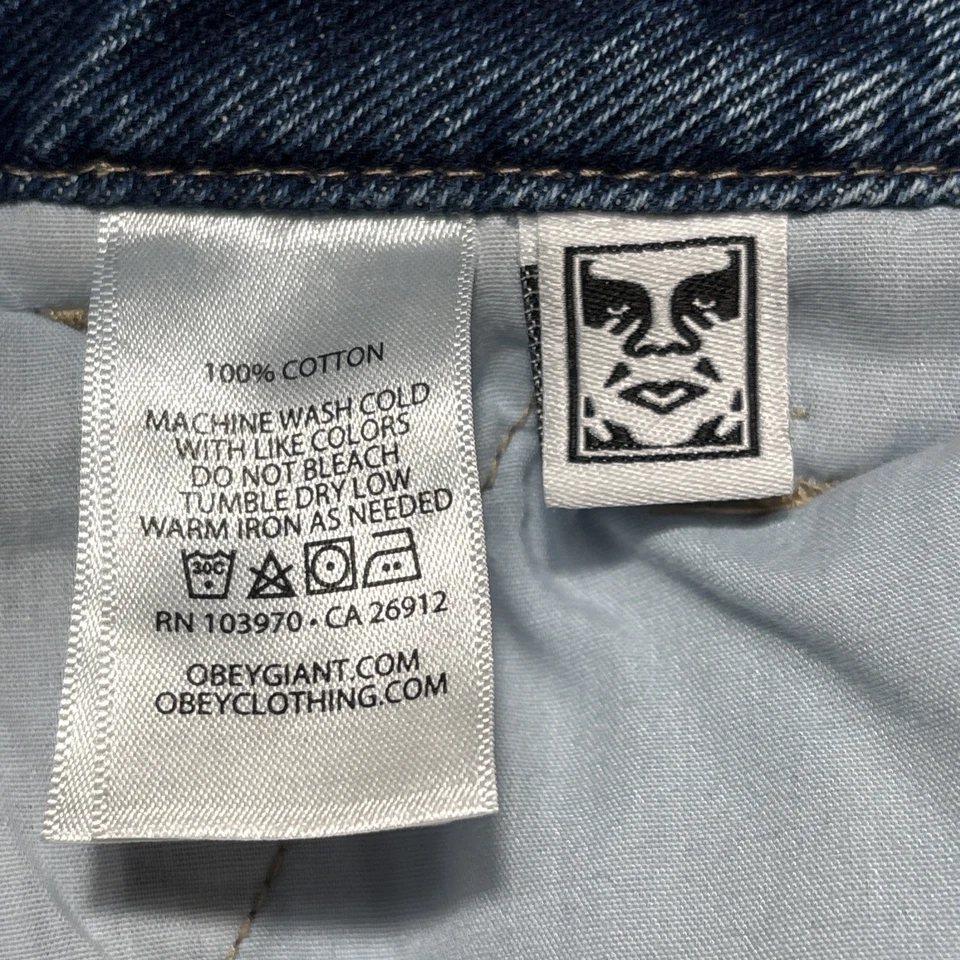 100% COTTON
MACHINE WASH COLD
WITH LIKE COLORS
DO NOT BLEACH
TUMBLE DRY LOW
WARM IRON AS NEEDED
30C
RN 103970 • CA 26912
OBEYGIANT.COM
OBEYCLOTHING.COM